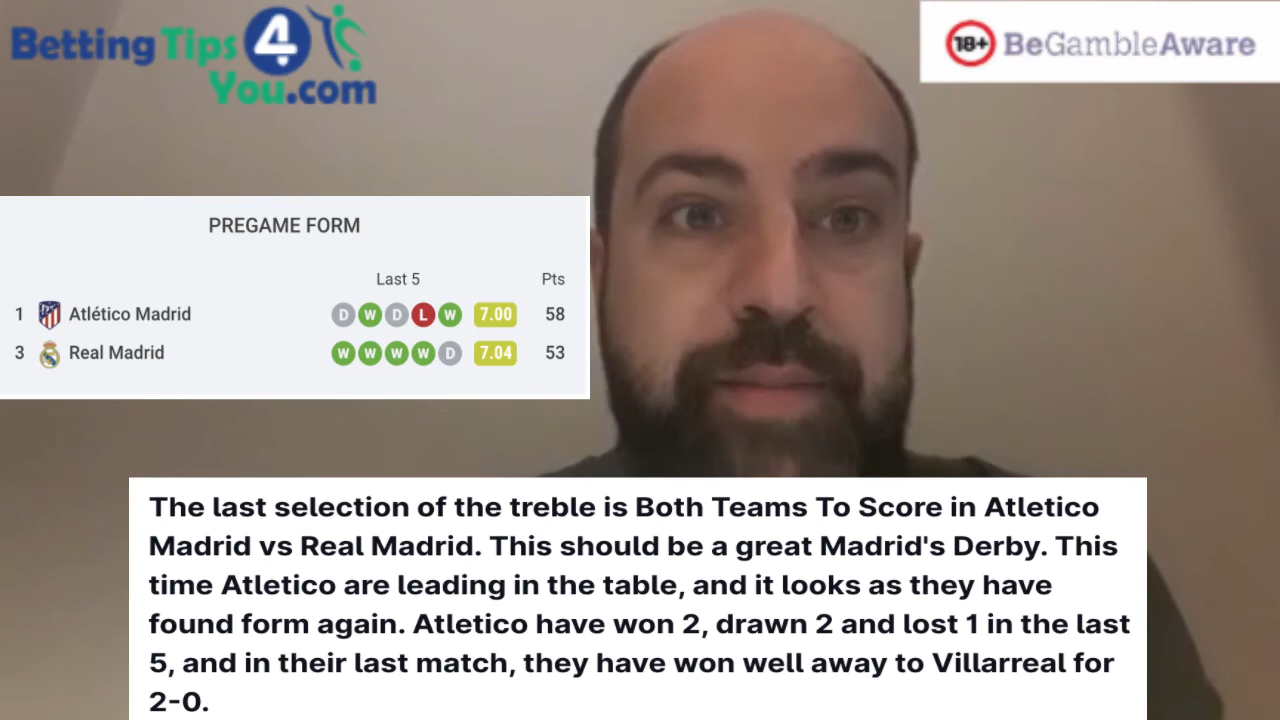 Betting Tips 4
You.com
18+ BeGambleAware
PREGAME FORM
Last 5 Pts
1 Atlético Madrid D W D L W 7.00 58
3 Real Madrid W W W W D 7.04 53
The last selection of the treble is Both Teams To Score in Atletico
Madrid vs Real Madrid. This should be a great Madrid's Derby. This
time Atletico are leading in the table, and it looks as they have
found form again. Atletico have won 2, drawn 2 and lost 1 in the last
5, and in their last match, they have won well away to Villarreal for
2-0.